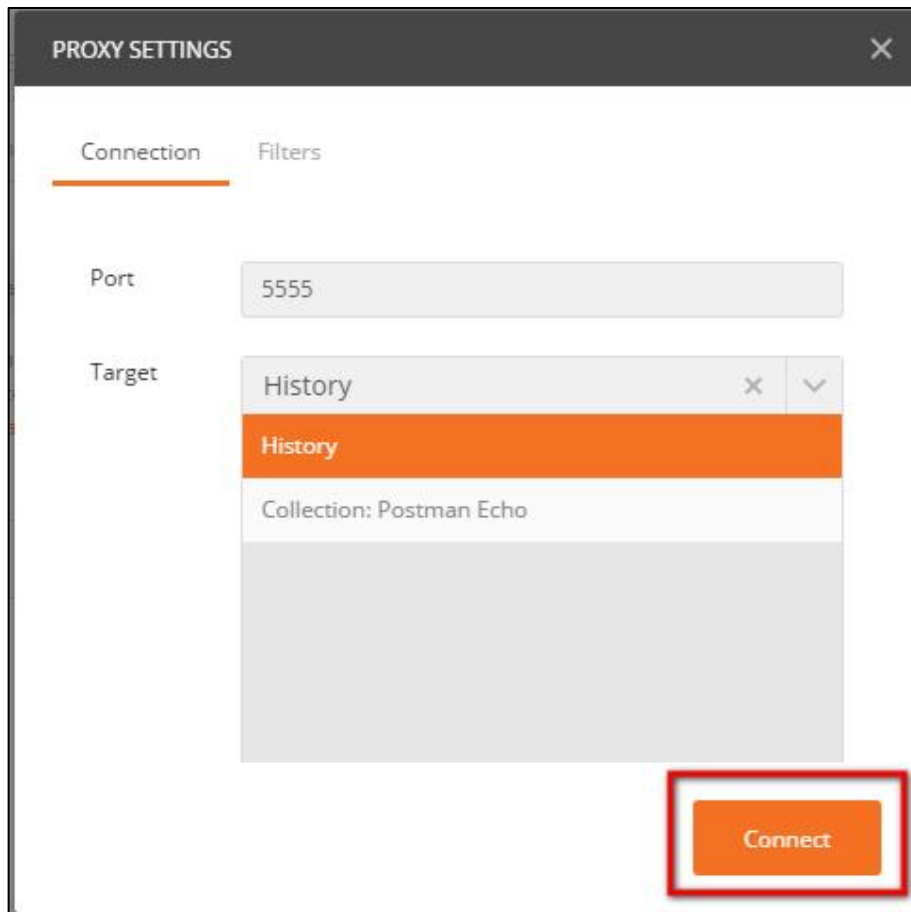 PROXY SETTINGS
Connection Filters
Port 5555
Target History
History
Collection: Postman Echo
Connect